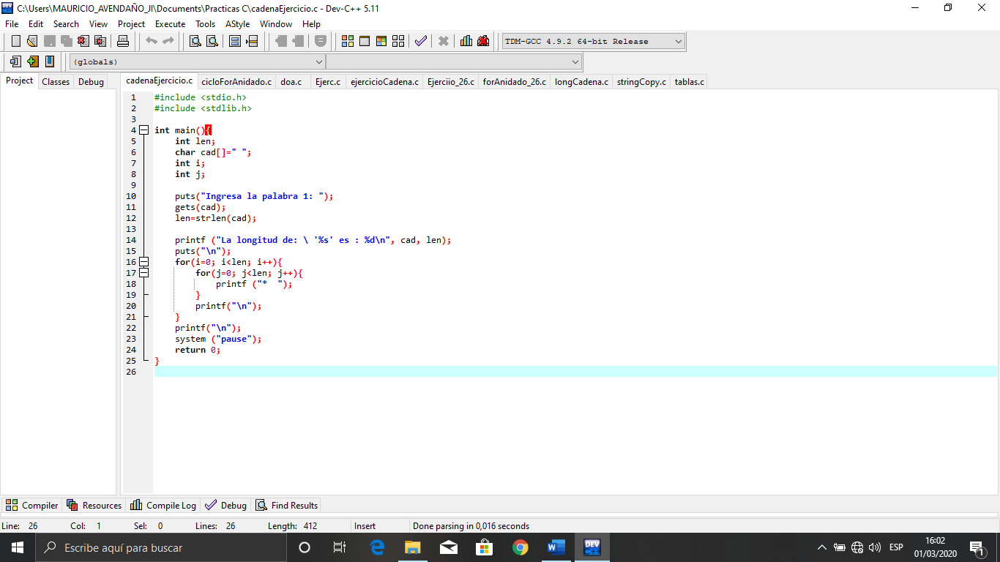 C:\Users\MAURICIO_AVENDAÑO_JI\Documents\Practicas C\cadenaEjercicio.c - Dev-C++ 5.11
File Edit Search View Project Execute Tools AStyle Window Help
TDM-GCC 4.9.2 64-bit Release
(globals)
Project Classes Debug
cadenaEjercicio.c cicloForAnidado.c doa.c Ejerc.c ejercicioCadena.c Ejerciio_26.c forAnidado_26.c longCadena.c stringCopy.c tablas.c
1 #include <stdio.h>
2 #include <stdlib.h>
3
4 int main(){
5 int len;
6 char cad[]=" ";
7 int i;
8 int j;
9
10 puts("Ingresa la palabra 1: ");
11 gets(cad);
12 len=strlen(cad);
13
14 printf ("La longitud de: \ '%s' es : %d\n", cad, len);
15 puts("\n");
16 for(i=0; i<len; i++){
17 for(j=0; j<len; j++){
18 printf ("*  ");
19 }
20 printf("\n");
21 }
22 printf("\n");
23 system ("pause");
24 return 0;
25 }
26
Compiler Resources Compile Log Debug Find Results
Line: 26 Col: 1 Sel: 0 Lines: 26 Length: 412 Insert Done parsing in 0,016 seconds
Escribe aquí para buscar
ESP
16:02
01/03/2020
1